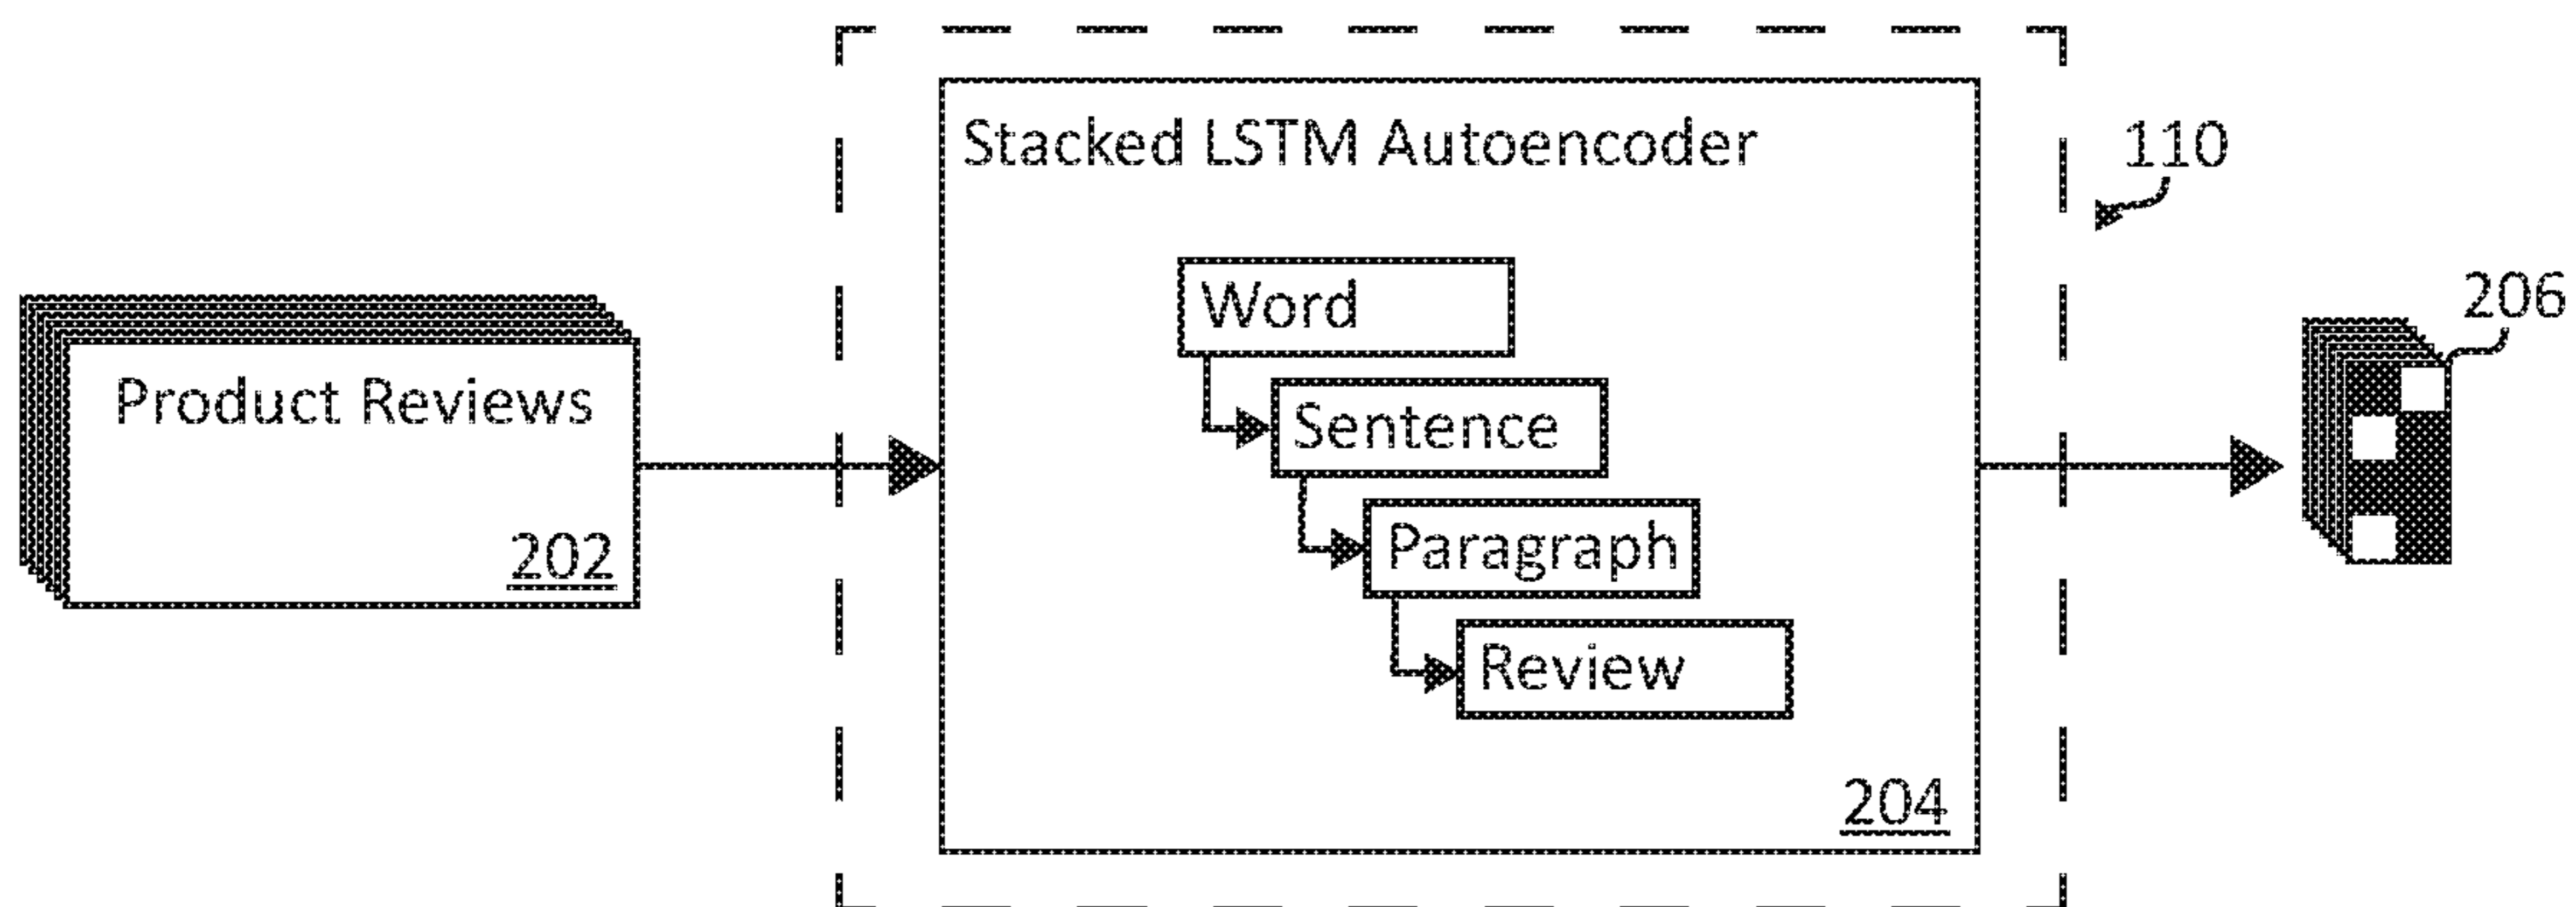 Stacked LSTM Autoencoder
110
Word
206
Product Reviews
Sentence
Paragraph
202
Review
204